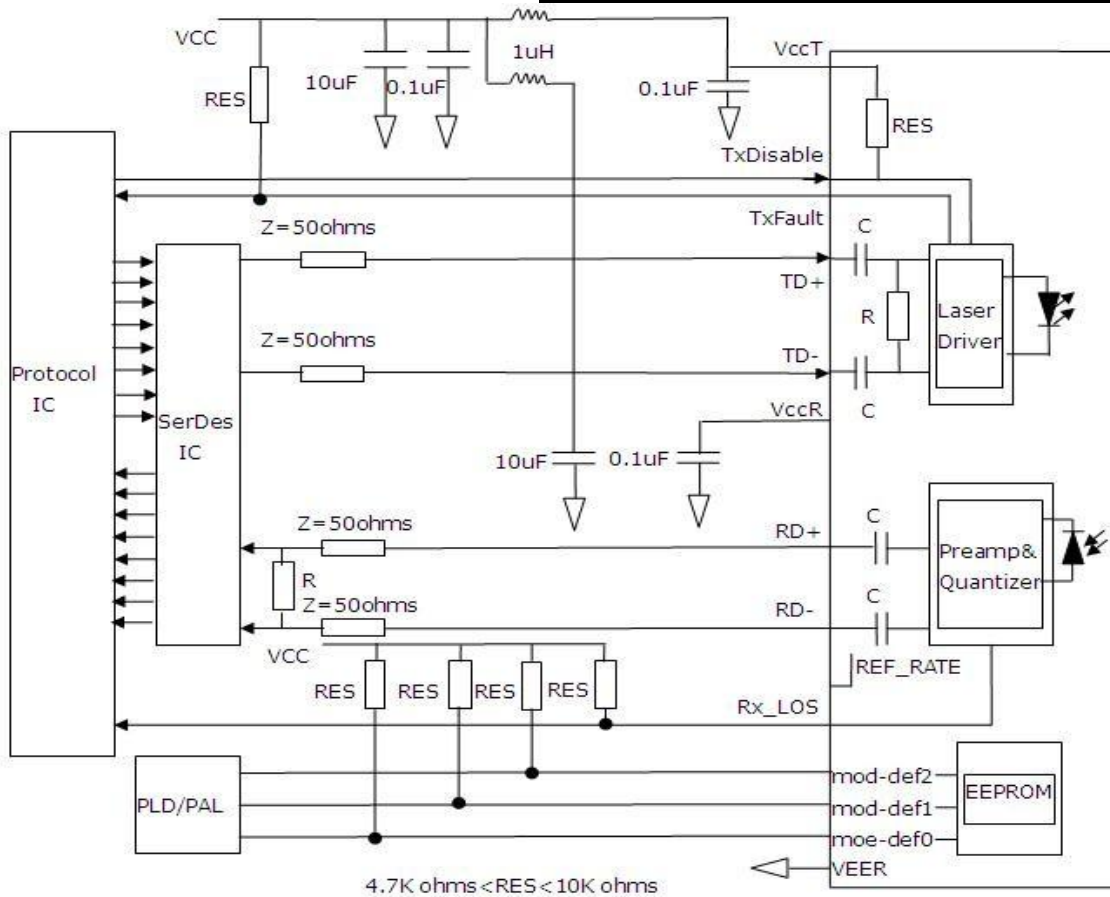 VCC
1uH
VccT
10uF
0.1uF
0.1uF
RES
RES
TxDisable
TxFault
Z=50ohms
C
TD+
R
Laser
Driver
Z=50ohms
TD-
C
Protocol
IC
SerDes
IC
VccR
10uF
0.1uF
Z=50ohms
RD+
C
Preamp&
Quantizer
R
Z=50ohms
RD-
C
VCC
REF_RATE
RES
RES
RES
RES
Rx_LOS
PLD/PAL
mod-def2
EEPROM
mod-def1
moe-def0
VEER
4.7K ohms<RES<10K ohms